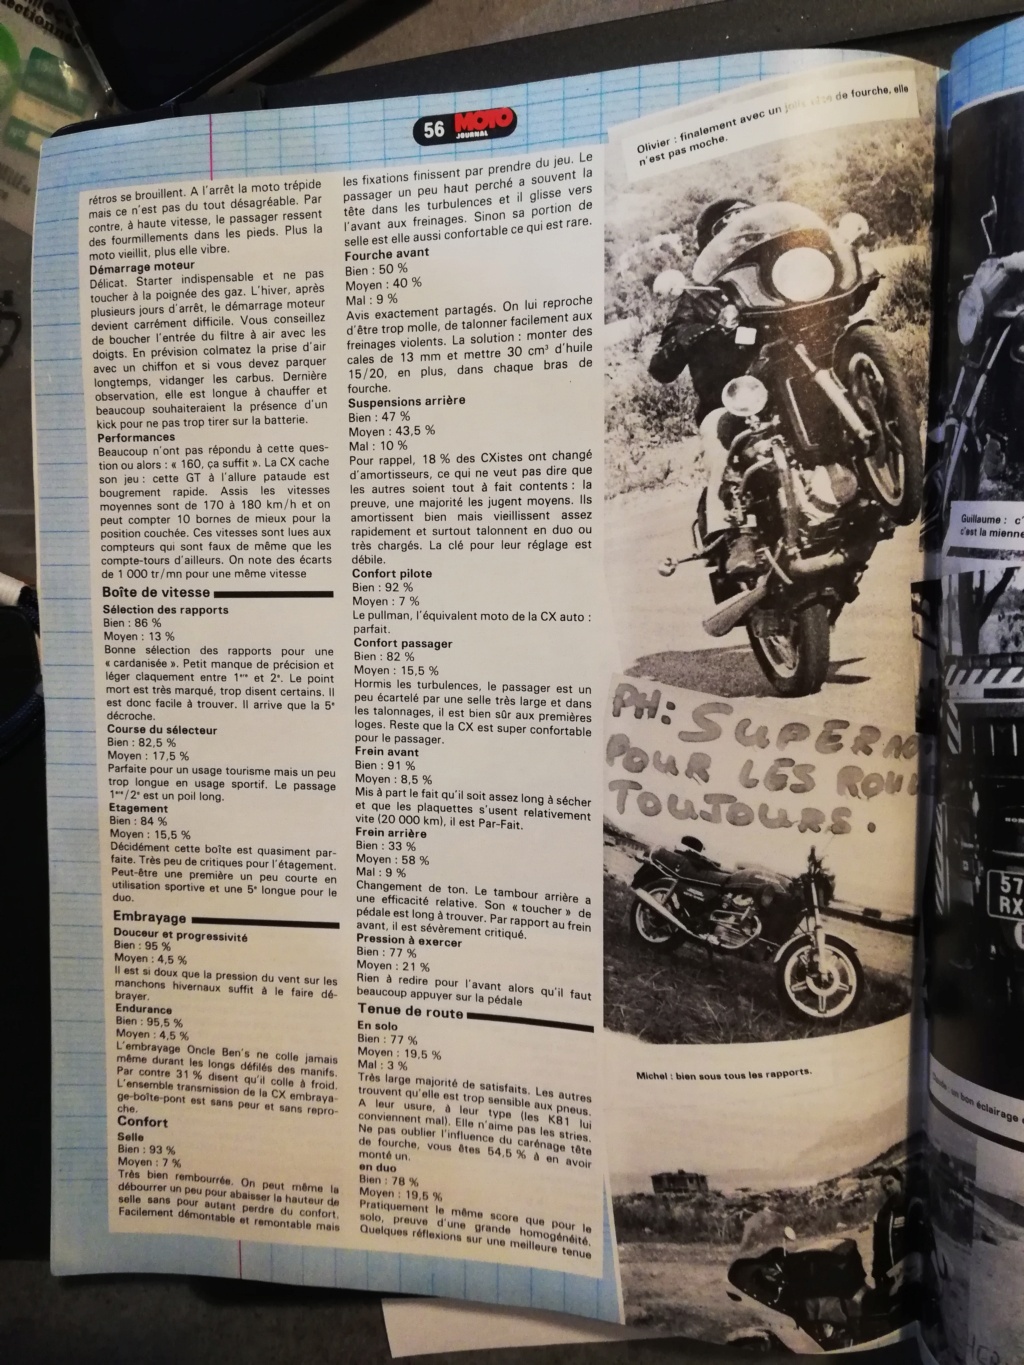 56 MOTO
JOURNAL
rétros se brouillent. A l'arrêt la moto trépide
mais ce n'est pas du tout désagréable. Par
contre, à haute vitesse, le passager ressent
des fourmillements dans les pieds. Plus la
moto vieillit, plus elle vibre.
Démarrage moteur
Délicat. Starter indispensable et ne pas
toucher à la poignée des gaz. L'hiver, après
plusieurs jours d'arrêt, le démarrage moteur
devient carrément difficile. Vous conseillez
de boucher l'entrée du filtre à air avec les
doigts. En prévision colmatez la prise d'air
avec un chiffon et si vous devez parquer
longtemps, vidanger les carbus. Dernière
observation, elle est longue à chauffer et
beaucoup souhaiteraient la présence d'un
kick pour ne pas trop tirer sur la batterie.
Performances
Beaucoup n'ont pas répondu à cette ques-
tion ou alors : « 160, ça suffit ». La CX cache
son jeu : cette GT à l'allure pataude est
bougrement rapide. Assis les vitesses
moyennes sont de 170 à 180 km/h et on
peut compter 10 bornes de mieux pour la
position couchée. Ces vitesses sont lues aux
compteurs qui sont faux de même que les
compte-tours d'ailleurs. On note des écarts
de 1 000 tr/mn pour une même vitesse
Boîte de vitesse
Sélection des rapports
Bien : 86 %
Moyen : 13 %
Bonne sélection des rapports pour une
« cardanisée ». Petit manque de précision et
léger claquement entre 1ère et 2e. Le point
mort est très marqué, trop disent certains. Il
est donc facile à trouver. Il arrive que la 5e
décroche.
Course du sélecteur
Bien : 82,5 %
Moyen : 17,5 %
Parfaite pour un usage tourisme mais un peu
trop longue en usage sportif. Le passage
1ère/2e est un poil long.
Etagement
Bien : 84 %
Moyen : 15,5 %
Décidément cette boîte est quasiment par-
faite. Très peu de critiques pour l'étagement.
Peut-être une première un peu courte en
utilisation sportive et une 5e longue pour le
duo.
Embrayage
Douceur et progressivité
Bien : 95 %
Moyen : 4,5 %
Il est si doux que la pression du vent sur les
manchons hivernaux suffit à le faire dé-
brayer.
Endurance
Bien : 95,5 %
Moyen : 4,5 %
L'embrayage Oncle Ben's ne colle jamais
même durant les longs défilés des manifs.
Par contre 31 % disent qu'il colle à froid.
L'ensemble transmission de la CX embraya-
ge-boîte-pont est sans peur et sans repro-
che.
Confort
Selle
Bien : 93 %
Moyen : 7 %
Très bien rembourrée. On peut même la
débourrer un peu pour abaisser la hauteur de
selle sans pour autant perdre du confort.
Facilement démontable et remontable mais
les fixations finissent par prendre du jeu. Le
passager un peu haut perché a souvent la
tête dans les turbulences et il glisse vers
l'avant aux freinages. Sinon sa portion de
selle est elle aussi confortable ce qui est rare.
Fourche avant
Bien : 50 %
Moyen : 40 %
Mal : 9 %
Avis exactement partagés. On lui reproche
d'être trop molle, de talonner facilement aux
freinages violents. La solution : monter des
cales de 13 mm et mettre 30 cm³ d'huile
15/20, en plus, dans chaque bras de
fourche.
Suspensions arrière
Bien : 47 %
Moyen : 43,5 %
Mal : 10 %
Pour rappel, 18 % des CXistes ont changé
d'amortisseurs, ce qui ne veut pas dire que
les autres soient tout à fait contents : la
preuve, une majorité les jugent moyens. Ils
amortissent bien mais vieillissent assez
rapidement et surtout talonnent en duo ou
très chargés. La clé pour leur réglage est
débile.
Confort pilote
Bien : 92 %
Moyen : 7 %
Le pullman, l'équivalent moto de la CX auto :
parfait.
Confort passager
Bien : 82 %
Moyen : 15,5 %
Hormis les turbulences, le passager est un
peu écartelé par une selle très large et dans
les talonnages, il est bien sûr aux premières
loges. Reste que la CX est super confortable
pour le passager.
Frein avant
Bien : 91 %
Moyen : 8,5 %
Mis à part le fait qu'il soit assez long à sécher
et que les plaquettes s'usent relativement
vite (20 000 km), il est Par-Fait.
Frein arrière
Bien : 33 %
Moyen : 58 %
Mal : 9 %
Changement de ton. Le tambour arrière a
une efficacité relative. Son « toucher » de
pédale est long à trouver. Par rapport au frein
avant, il est sévèrement critiqué.
Pression à exercer
Bien : 77 %
Moyen : 21 %
Rien à redire pour l'avant alors qu'il faut
beaucoup appuyer sur la pédale
Tenue de route
En solo
Bien : 77 %
Moyen : 19,5 %
Mal : 3 %
Très large majorité de satisfaits. Les autres
trouvent qu'elle est trop sensible aux pneus.
A leur usure, à leur type (les K81 lui
conviennent mal). Elle n'aime pas les stries.
Ne pas oublier l'influence du carénage tête
de fourche, vous êtes 54,5 % à en avoir
monté un.
en duo
Bien : 78 %
Moyen : 19,5 %
Pratiquement le même score que pour le
solo, preuve d'une grande homogénéité.
Quelques réflexions sur une meilleure tenue
Olivier : finalement avec un de fourche, elle
n'est pas moche.
PH: SUPER
POUR LES
TOUJOURS.
Michel : bien sous tous les rapports.
Guillaume :
c'est la mienne
57
RX
un bon éclairage